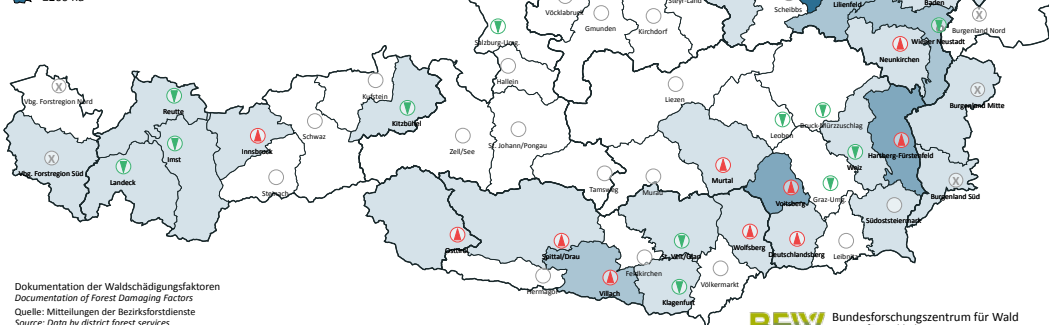 Steyr-Land
Scheibbs
Lilienfeld
Baden
Vöcklabruck
Gmunden
Kirchdorf
Burgenland Nord
Salzburg-Umg.
Wiener Neustadt
Neunkirchen
Hallein
Vbg. Forstregion Nord
Kufstein
Liezen
Burgenland Mitte
Reutte
Kitzbühel
Bruck-Mürzzuschlag
Schwaz
Leoben
Innsbruck
Imst
Zell/See
St. Johann/Pongau
Hartberg-Fürstenfeld
Vbg. Forstregion Süd
Landeck
Weiz
Steinach
Tamsweg
Murau
Murtal
Voitsberg
Graz-Umg.
Burgenland Süd
Südoststeiermark
Osttirol
Spittal/Drau
St. Veit/Glan
Wolfsberg
Deutschlandsberg
Leibnitz
Feldkirchen
Hermagor
Villach
Völkermarkt
Klagenfurt
Dokumentation der Waldschädigungsfaktoren
Documentation of Forest Damaging Factors
Quelle: Mitteilungen der Bezirksforstdienste
Source: Data by district forest services
BFW
Bundesforschungszentrum für Wald